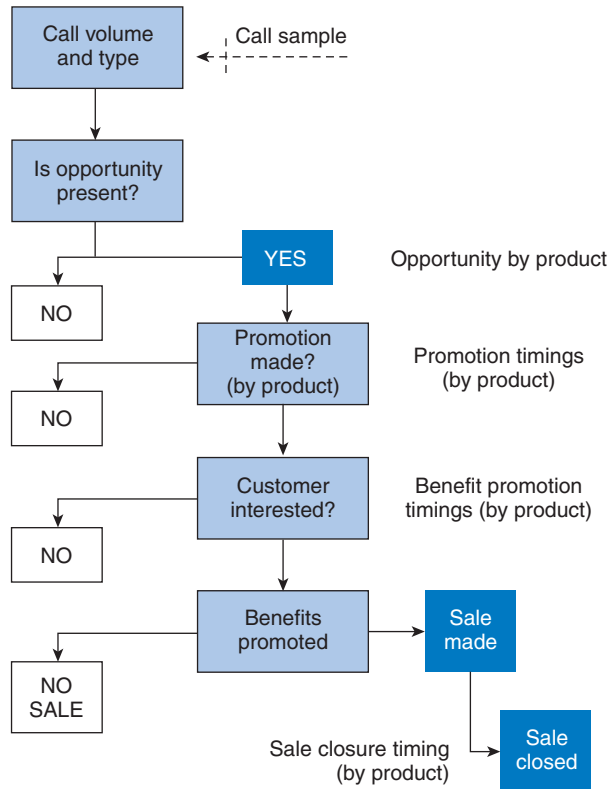 Call volume
and type
Call sample
Is opportunity
present?
YES
Opportunity by product
NO
Promotion
made?
(by product)
Promotion timings
(by product)
NO
Customer
interested?
Benefit promotion
timings (by product)
NO
Benefits
promoted
Sale
made
NO
SALE
Sale closure timing
(by product)
Sale
closed